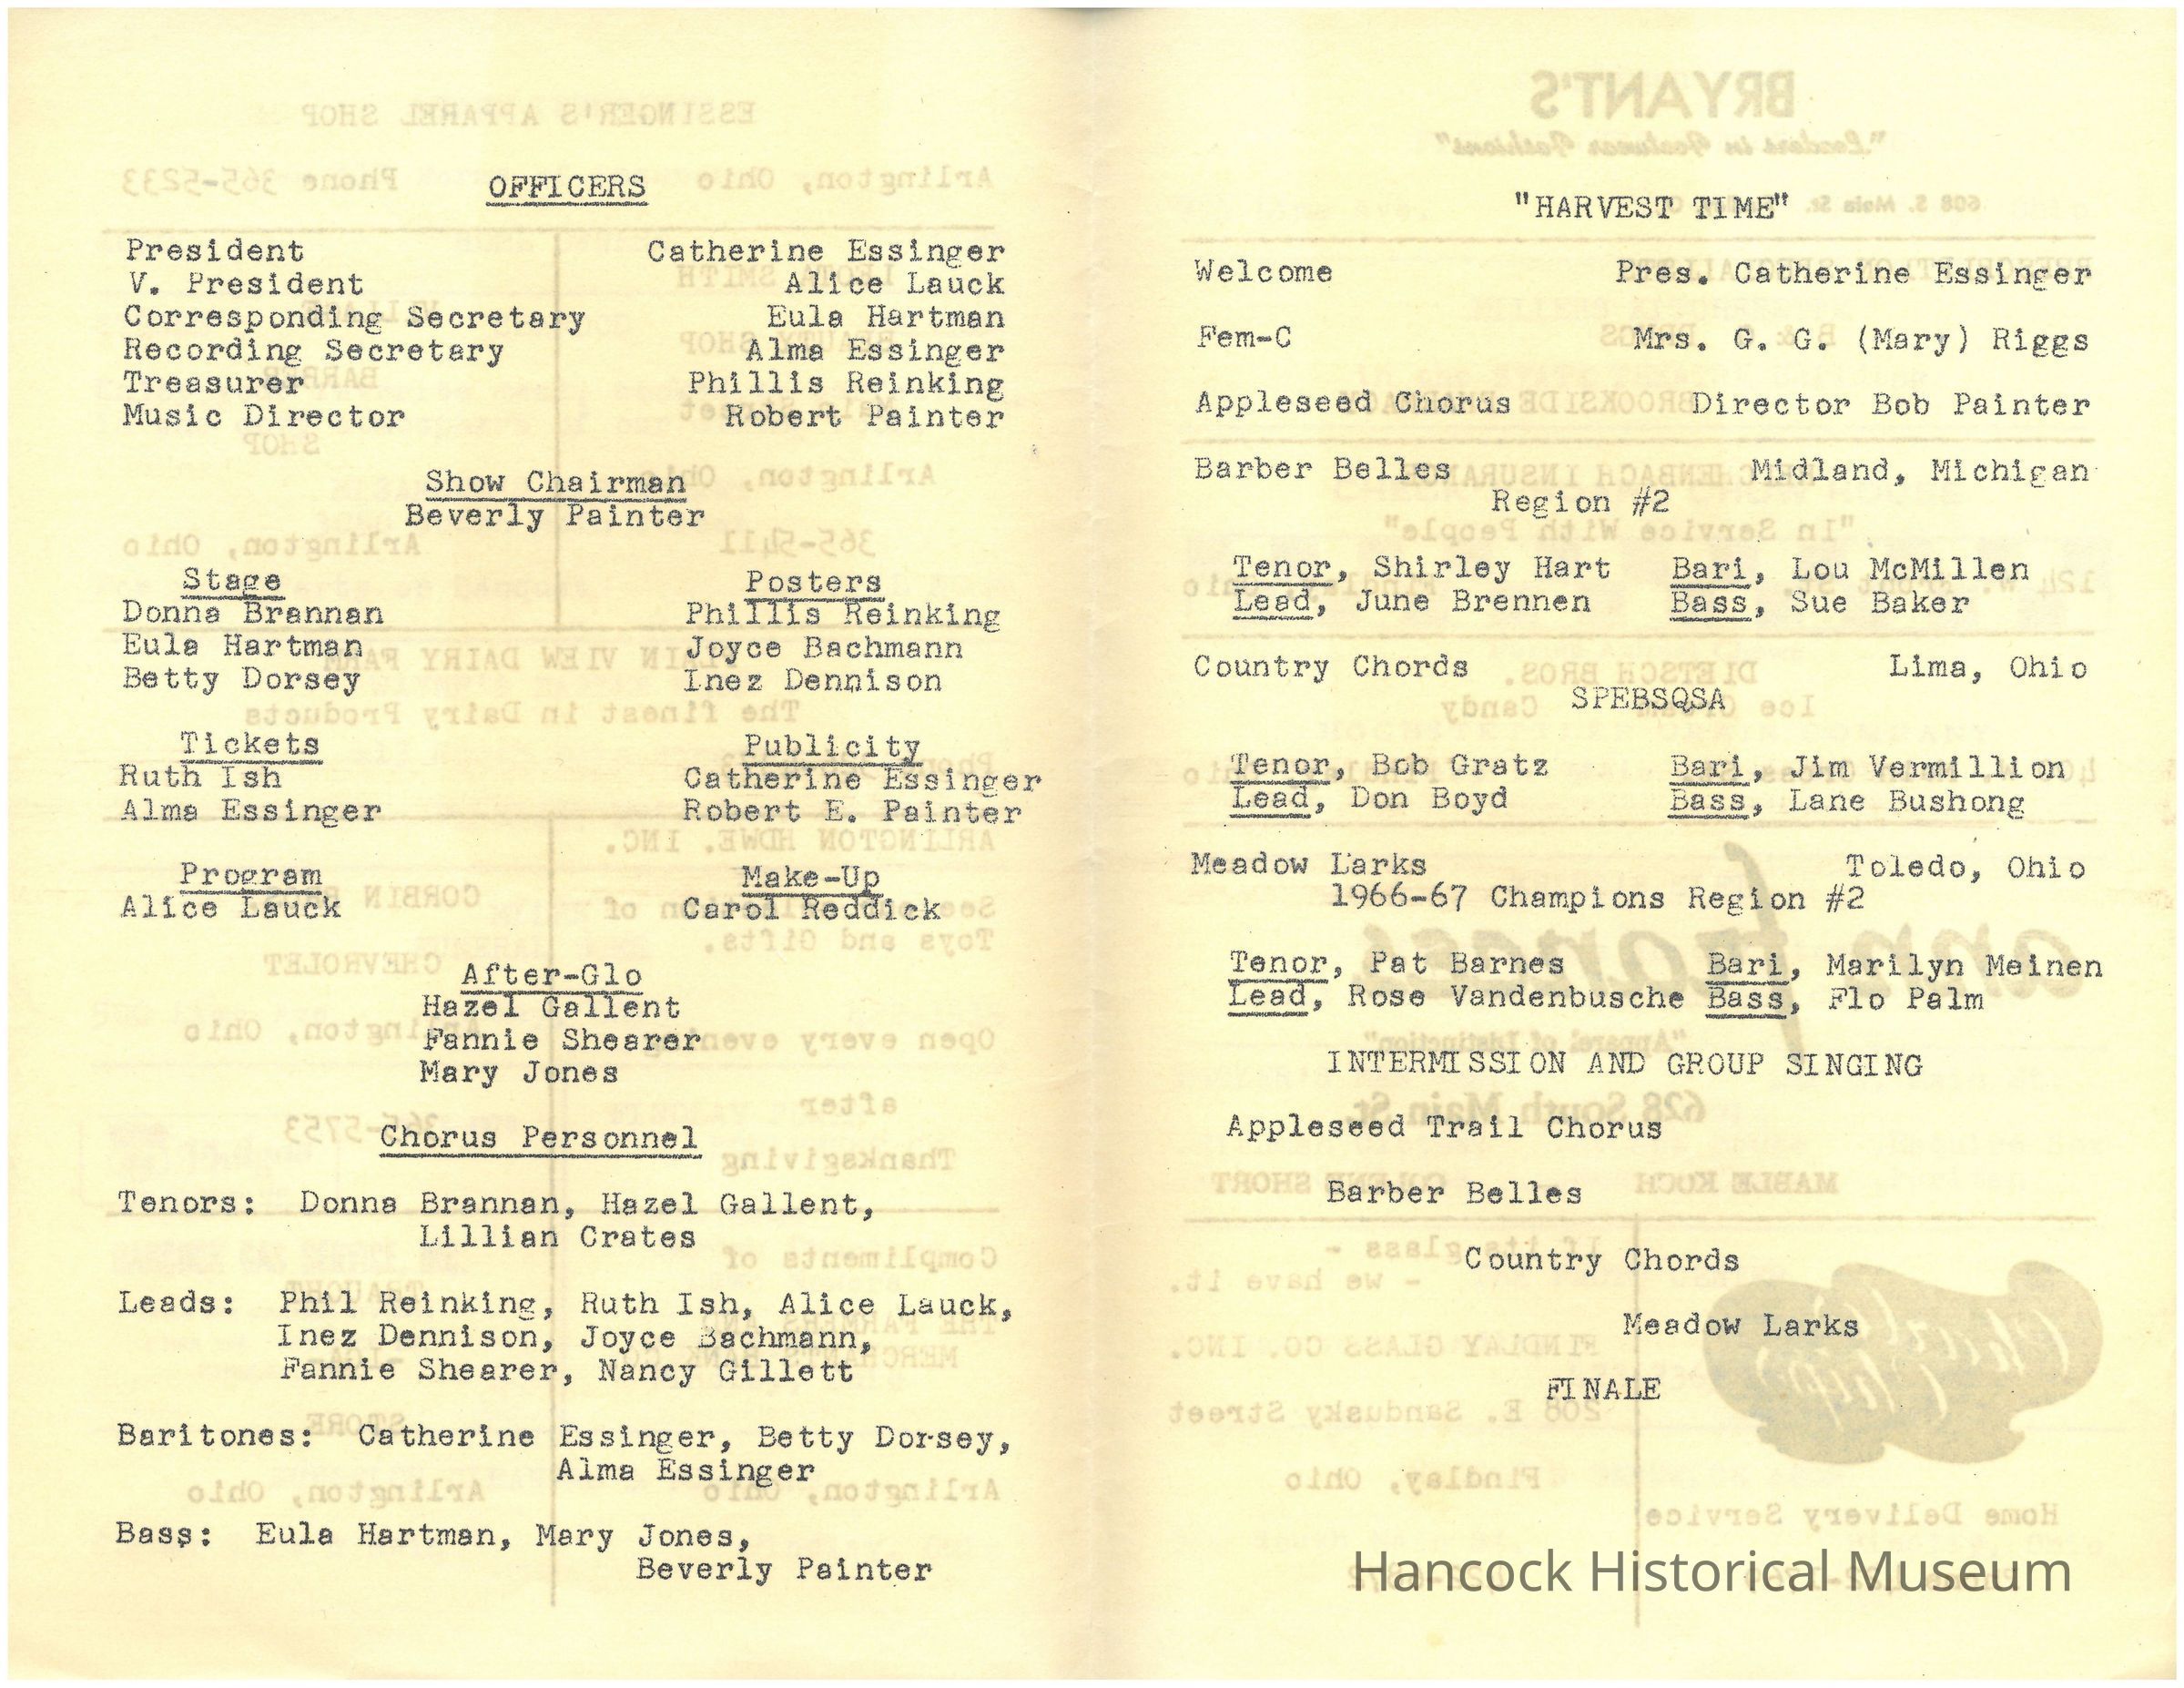 OFFICERS
President Catherine Essinger
V. President Alice Lauck
Corresponding Secretary Eula Hartman
Recording Secretary Alma Essinger
Treasurer Phillis Reinking
Music Director Robert Painter
Show Chairman
Beverly Painter
Stage Posters
Donna Brannan Phillis Reinking
Eula Hartman Joyce Bachmann
Betty Dorsey Inez Dennison
Tickets Publicity
Ruth Ish Catherine Essinger
Alma Essinger Robert E. Painter
Program Make-Up
Alice Lauck Carol Reddick
After-Glo
Hazel Gallent
Fannie Shearer
Mary Jones
Chorus Personnel
Tenors: Donna Brannan, Hazel Gallent,
Lillian Crates
Leads: Phil Reinking, Ruth Ish, Alice Lauck,
Inez Dennison, Joyce Bachmann,
Fannie Shearer, Nancy Gillett
Baritones: Catherine Essinger, Betty Dorsey,
Alma Essinger
Bass: Eula Hartman, Mary Jones,
Beverly Painter
"HARVEST TIME"
Welcome Pres. Catherine Essinger
Fem-C Mrs. G. G. (Mary) Riggs
Appleseed Chorus Director Bob Painter
Barber Belles Midland, Michigan
Region #2
Tenor, Shirley Hart Bari, Lou McMillen
Lead, June Brennen Bass, Sue Baker
Country Chords Lima, Ohio
SPEBSQSA
Tenor, Bob Gratz Bari, Jim Vermillion
Lead, Don Boyd Bass, Lane Bushong
Meadow Larks Toledo, Ohio
1966-67 Champions Region #2
Tenor, Pat Barnes Bari, Marilyn Meinen
Lead, Rose Vandenbusche Bass, Flo Palm
INTERMISSION AND GROUP SINGING
Appleseed Trail Chorus
Barber Belles
Country Chords
Meadow Larks
FINALE
Hancock Historical Museum